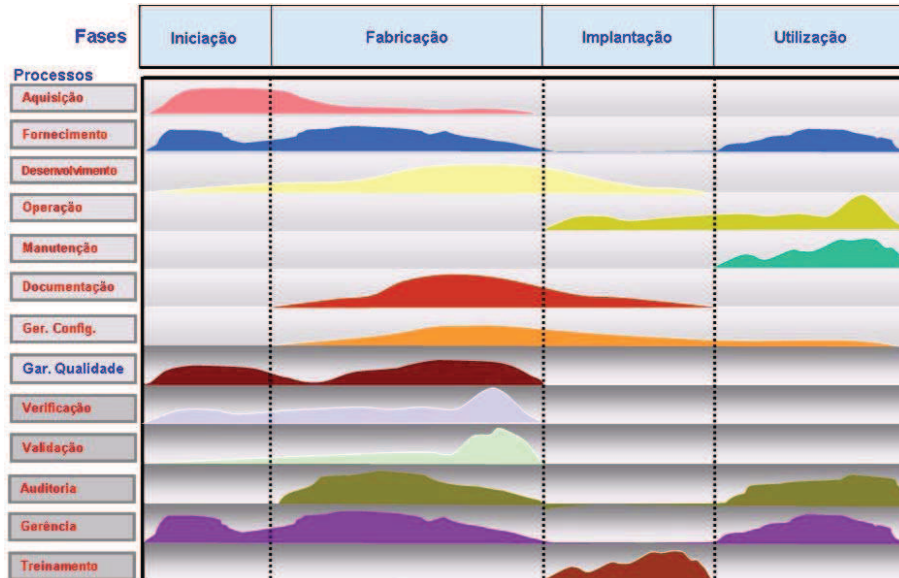 Fases
Iniciação
Fabricação
Implantação
Utilização
Processos
Aquisição
Fornecimento
Desenvolvimento
Operação
Manutenção
Documentação
Ger. Config.
Gar. Qualidade
Verificação
Validação
Auditoria
Gerência
Treinamento